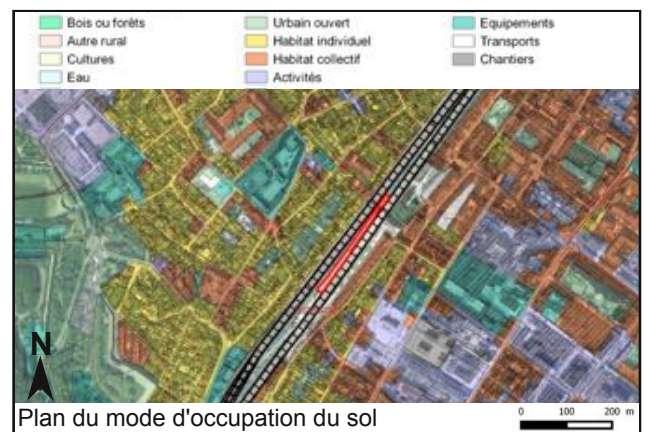 Bois ou forêts
Autre rural
Cultures
Eau
Urbain ouvert
Habitat individuel
Habitat collectif
Activités
Equipements
Transports
Chantiers
N
Plan du mode d'occupation du sol
0 100 200 m